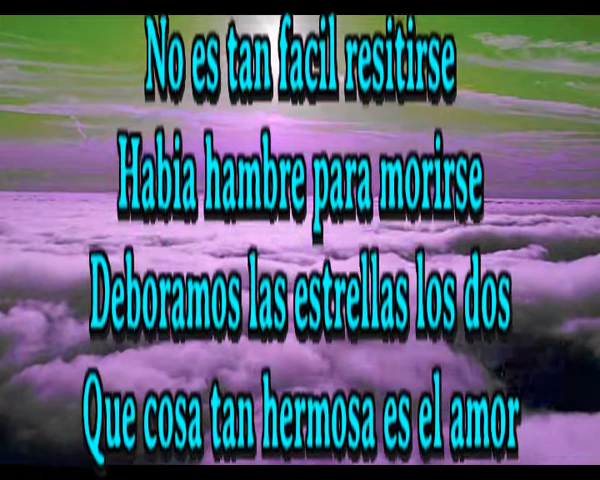 No es tan facil resitirse
Habia hambre para morirse
Deboramos las estrellas los dos
Que cosa tan hermosa es el amor